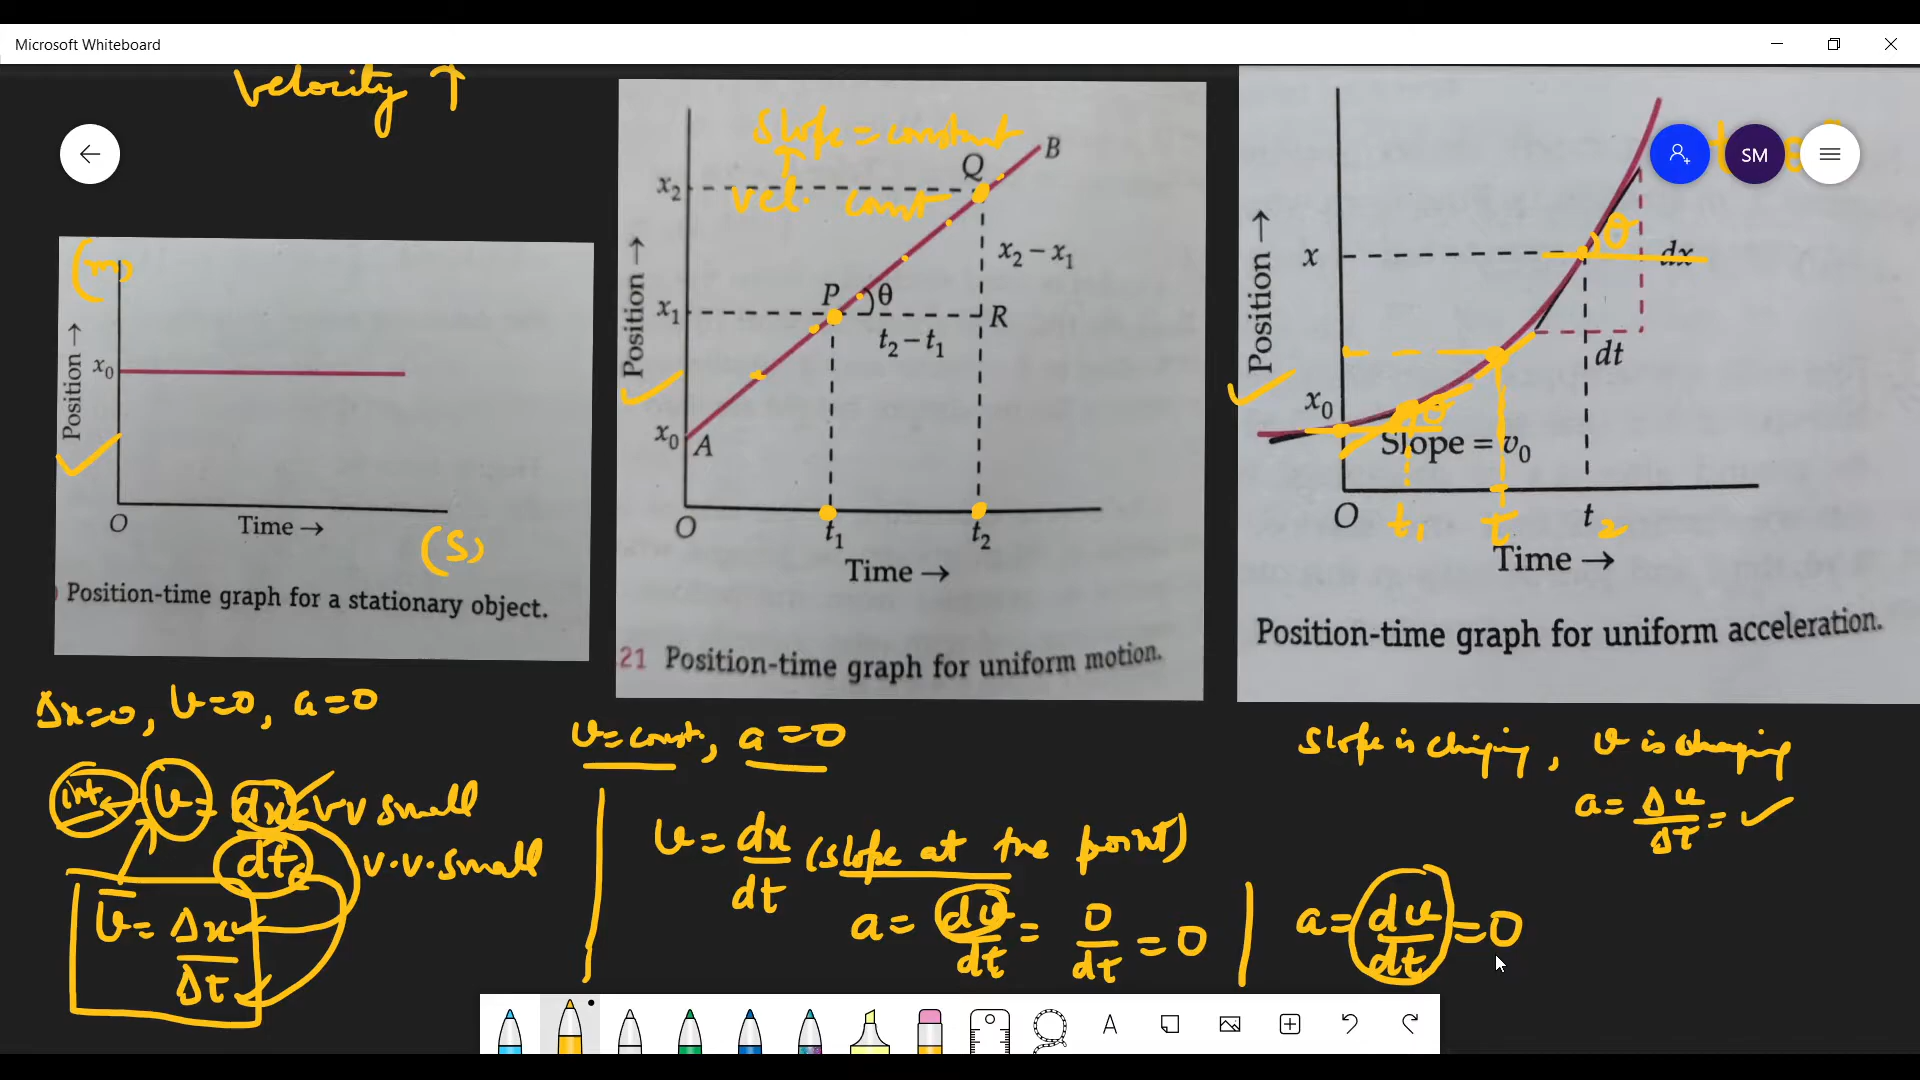 Microsoft Whiteboard
velocity ↑
SM
(m)
Position →
x₀
O
Time →
(s)
Position-time graph for a stationary object.
Δx=0, v=0, a=0
int
v = dx/dt
v v small
v.v. small
v̅ = Δx/Δt
Slope = constant
↑
vel. const
Position →
x₂
x₁
x₀
A
P
Q
B
θ
R
x₂ − x₁
t₂ − t₁
O
t₁
t₂
Time →
21 Position-time graph for uniform motion.
v = const., a = 0
v = dx/dt (slope at the point)
a = dv/dt = 0/dt = 0
Position →
x
x₀
θ
dx
dt
θ
Slope = v₀
O
t₁
t
t₂
Time →
Position-time graph for uniform acceleration.
Slope is chinging, v is changing
a = Δv/Δt = ✓
a = dv/dt = 0
A